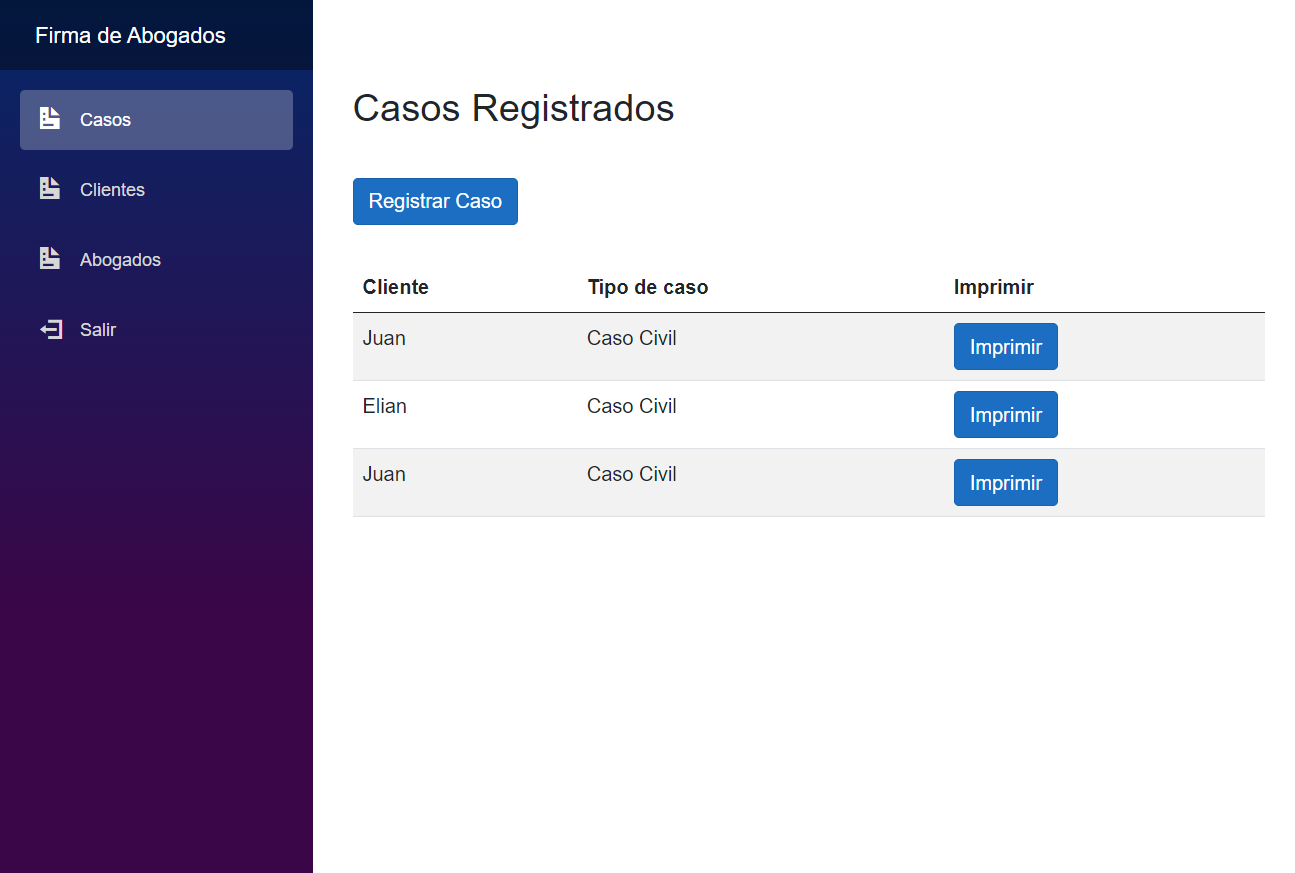 Firma de Abogados
Casos
Clientes
Abogados
Salir
Casos Registrados
Registrar Caso
Cliente Tipo de caso Imprimir
Juan Caso Civil Imprimir
Elian Caso Civil Imprimir
Juan Caso Civil Imprimir